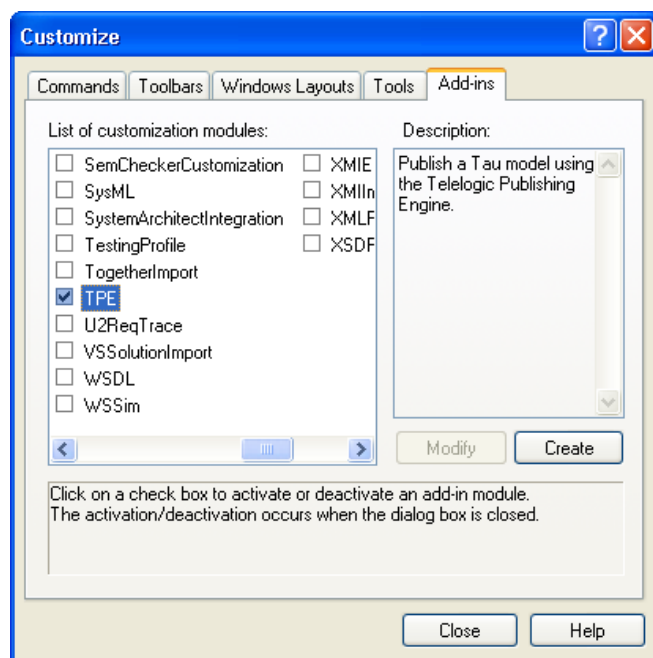 Customize
Commands
Toolbars
Windows Layouts
Tools
Add-ins
List of customization modules:
SemCheckerCustomization
SysML
SystemArchitectIntegration
TestingProfile
TogetherImport
TPE
U2ReqTrace
VSSolutionImport
WSDL
WSSim
XMIE
XMIIn
XMLF
XSDF
Description:
Publish a Tau model using
the Telelogic Publishing
Engine.
Modify
Create
Click on a check box to activate or deactivate an add-in module.
The activation/deactivation occurs when the dialog box is closed.
Close
Help